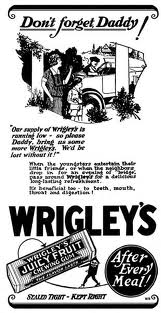 Don't forget Daddy!
"Our supply of Wrigley's is
running low - so please
Daddy, bring us some
more Wrigley's. We'd be
lost without it!"
When the youngsters entertain their
little friends, or when the neighbours
drop in for an evening of "bridge,"
pass around Wrigley's for a delicious
long-lasting refreshment.
It's beneficial too - to teeth, mouth,
throat and digestion!
WRIGLEY'S
WRIGLEY'S
JUICY FRUIT
CHEWING GUM
After
Every
Meal!
SEALED TIGHT - KEPT RIGHT